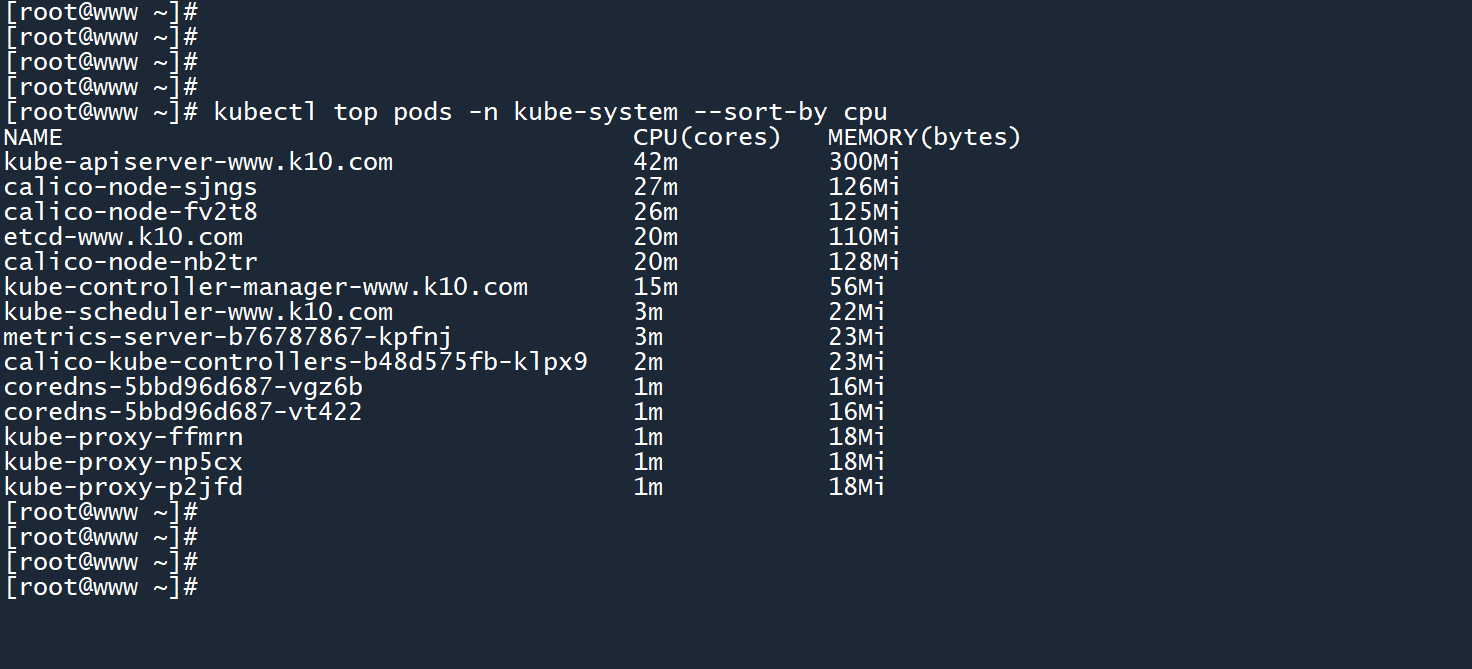 [root@www ~]#
[root@www ~]#
[root@www ~]#
[root@www ~]#
[root@www ~]# kubectl top pods -n kube-system --sort-by cpu
NAME                                      CPU(cores)   MEMORY(bytes)
kube-apiserver-www.k10.com                42m          300Mi
calico-node-sjngs                         27m          126Mi
calico-node-fv2t8                         26m          125Mi
etcd-www.k10.com                          20m          110Mi
calico-node-nb2tr                         20m          128Mi
kube-controller-manager-www.k10.com       15m          56Mi
kube-scheduler-www.k10.com                3m           22Mi
metrics-server-b76787867-kpfnj            3m           23Mi
calico-kube-controllers-b48d575fb-klpx9   2m           23Mi
coredns-5bbd96d687-vgz6b                  1m           16Mi
coredns-5bbd96d687-vt422                  1m           16Mi
kube-proxy-ffmrn                          1m           18Mi
kube-proxy-np5cx                          1m           18Mi
kube-proxy-p2jfd                          1m           18Mi
[root@www ~]#
[root@www ~]#
[root@www ~]#
[root@www ~]#